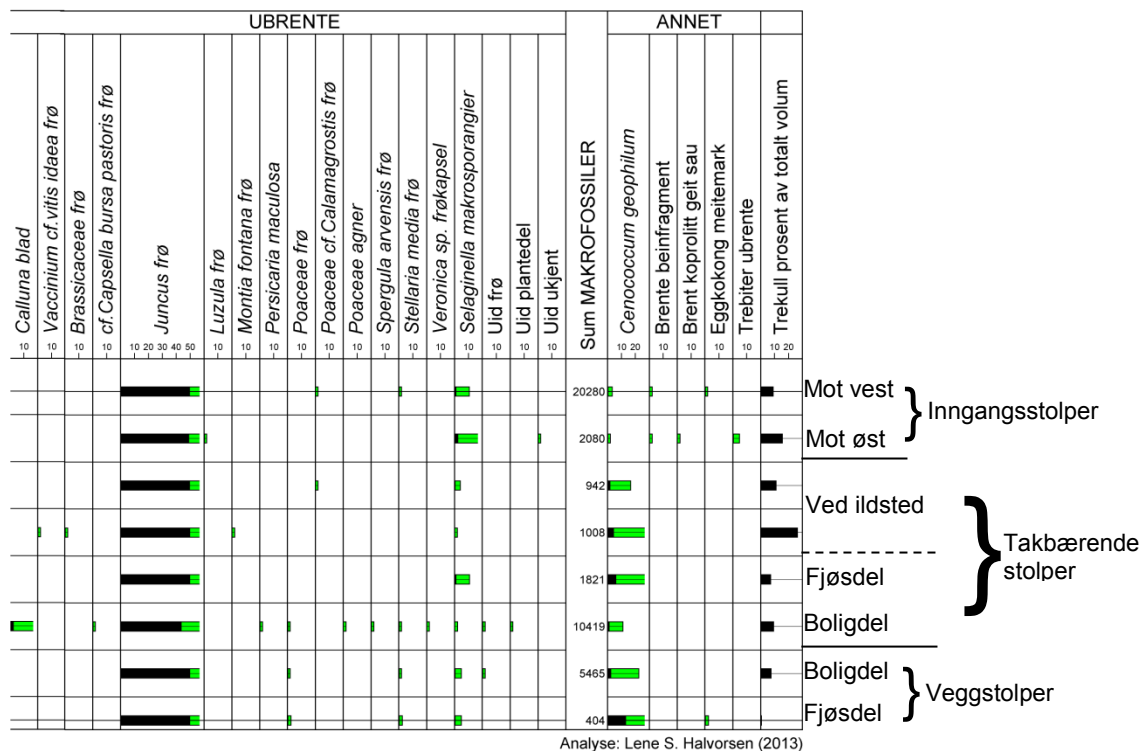 UBRENTE
ANNET
Calluna blad
Vaccinium cf.vitis idaea frø
Brassicaceae frø
cf.Capsella bursa pastoris frø
Juncus frø
Luzula frø
Montia fontana frø
Persicaria maculosa
Poaceae frø
Poaceae cf.Calamagrostis frø
Poaceae agner
Spergula arvensis frø
Stellaria media frø
Veronica sp. frøkapsel
Selaginella makrosporangier
Uid frø
Uid plantedel
Uid ukjent
Sum MAKROFOSSILER
Cenococcum geophilum
Brente beinfragment
Brent koprolitt geit sau
Eggkokong meitemark
Trebiter ubrente
Trekull prosent av totalt volum
10 10 10 10 10 20 30 40 50 10 10 10 10 10 10 10 10 10 10 10 10 10 10 20 10 10 10 10 10 20
20280 Mot vest
Inngangsstolper
2080 Mot øst
942
Ved ildsted
1008
Takbærende
stolper
1821 Fjøsdel
10419 Boligdel
5465 Boligdel
Veggstolper
404 Fjøsdel
Analyse: Lene S. Halvorsen (2013)